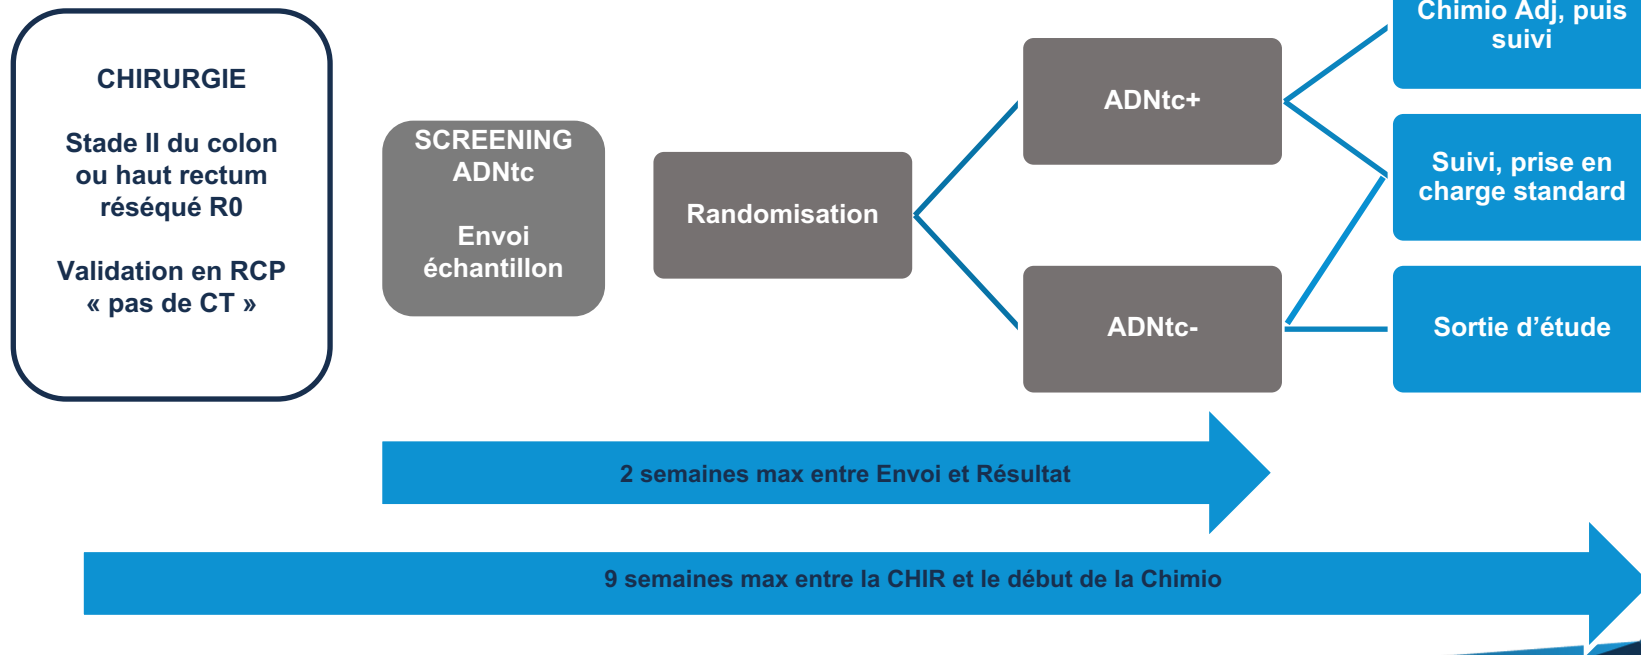 CHIRURGIE
Stade II du colon
ou haut rectum
réséqué R0
Validation en RCP
« pas de CT »
SCREENING
ADNtc
Envoi
échantillon
Randomisation
ADNtc+
ADNtc-
Chimio Adj, puis
suivi
Suivi, prise en
charge standard
Sortie d’étude
2 semaines max entre Envoi et Résultat
9 semaines max entre la CHIR et le début de la Chimio